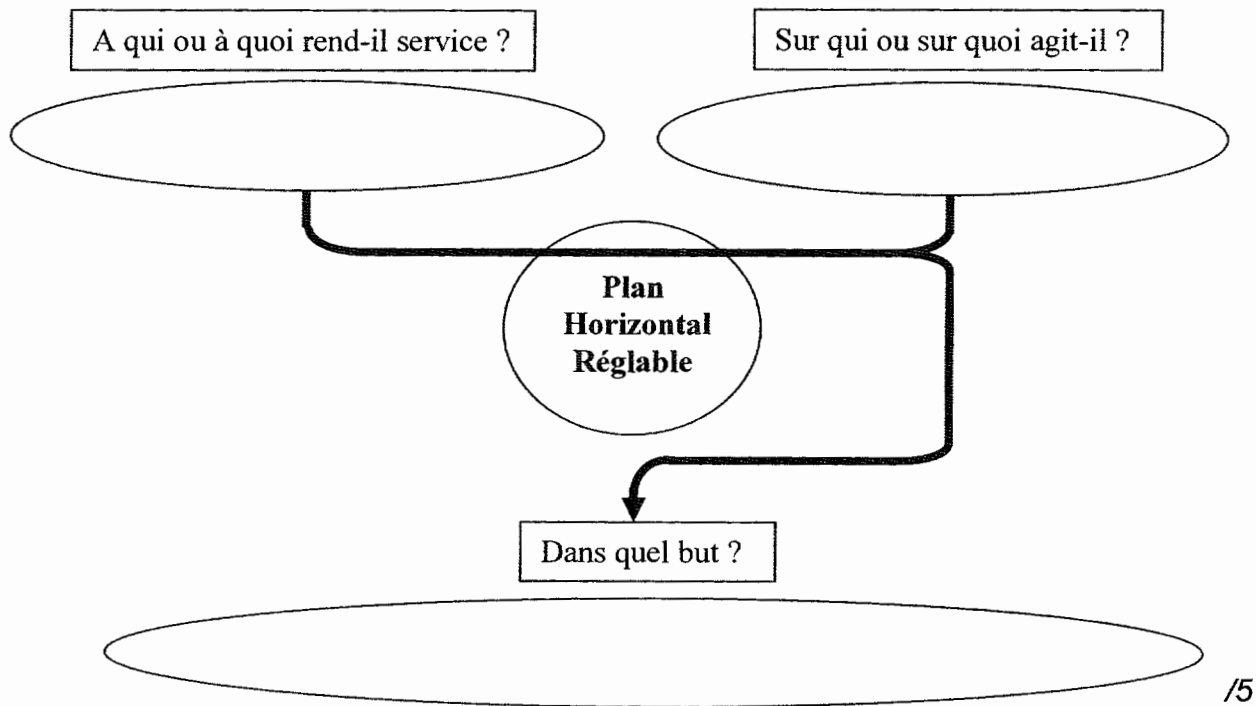 A qui ou à quoi rend-il service ?
Sur qui ou sur quoi agit-il ?
Plan
Horizontal
Réglable
Dans quel but ?
/5